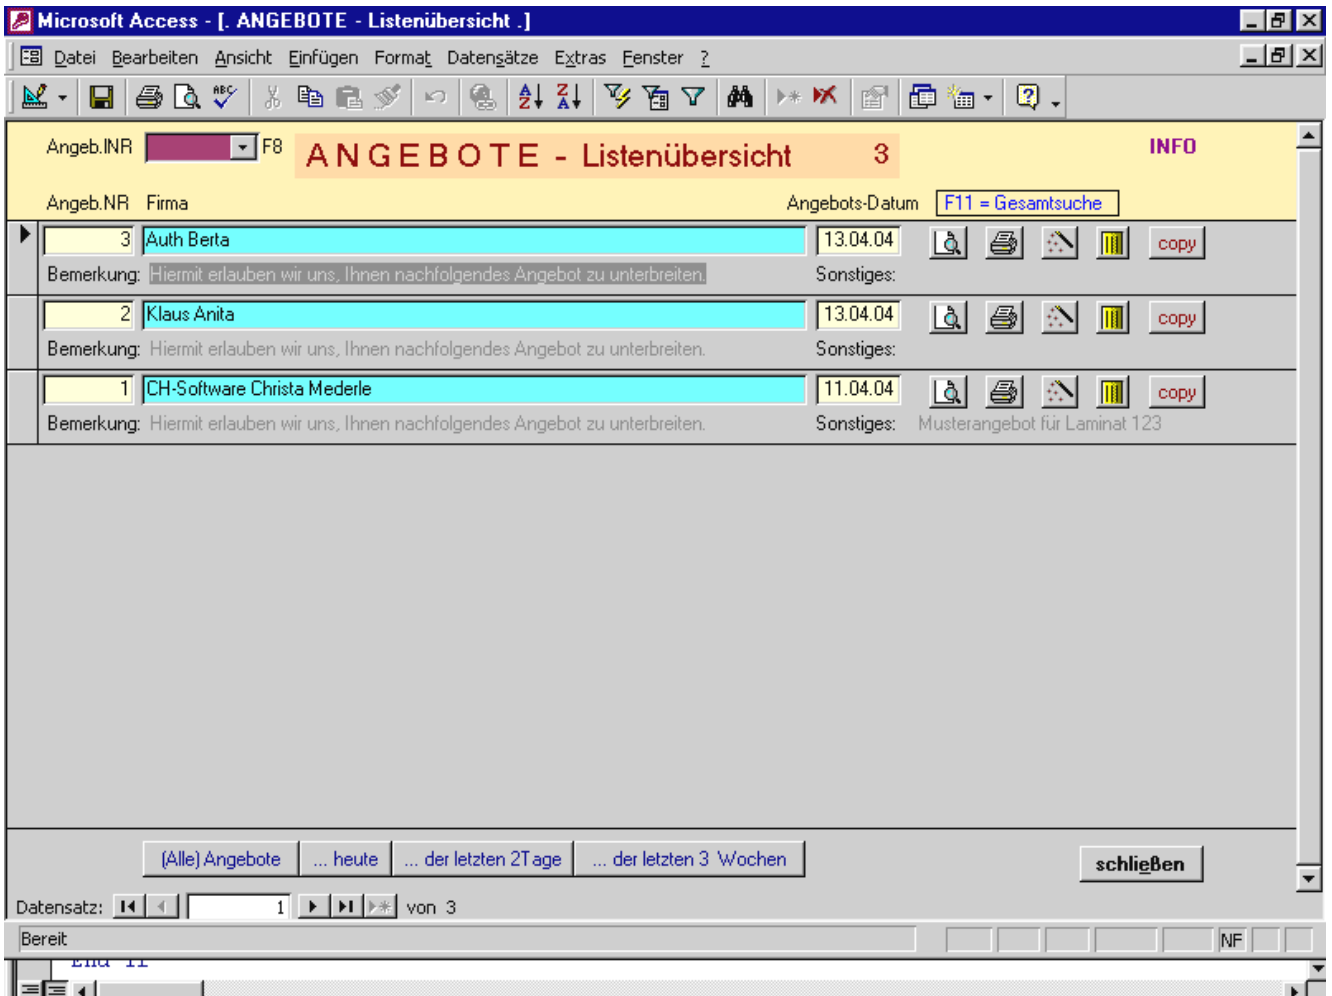 Microsoft Access - [. ANGEBOTE - Listenübersicht .]
Datei Bearbeiten Ansicht Einfügen Format Datensätze Extras Fenster ?
Angeb.INR F8 ANGEBOTE - Listenübersicht 3 INFO
Angeb.NR Firma Angebots-Datum F11 = Gesamtsuche
3 Auth Berta 13.04.04 copy
Bemerkung: Hiermit erlauben wir uns, Ihnen nachfolgendes Angebot zu unterbreiten. Sonstiges:
2 Klaus Anita 13.04.04 copy
Bemerkung: Hiermit erlauben wir uns, Ihnen nachfolgendes Angebot zu unterbreiten. Sonstiges:
1 CH-Software Christa Mederle 11.04.04 copy
Bemerkung: Hiermit erlauben wir uns, Ihnen nachfolgendes Angebot zu unterbreiten. Sonstiges: Musterangebot für Laminat 123
(Alle) Angebote ... heute ... der letzten 2Tage ... der letzten 3 Wochen schließen
Datensatz: 1 von 3
Bereit NF
End If